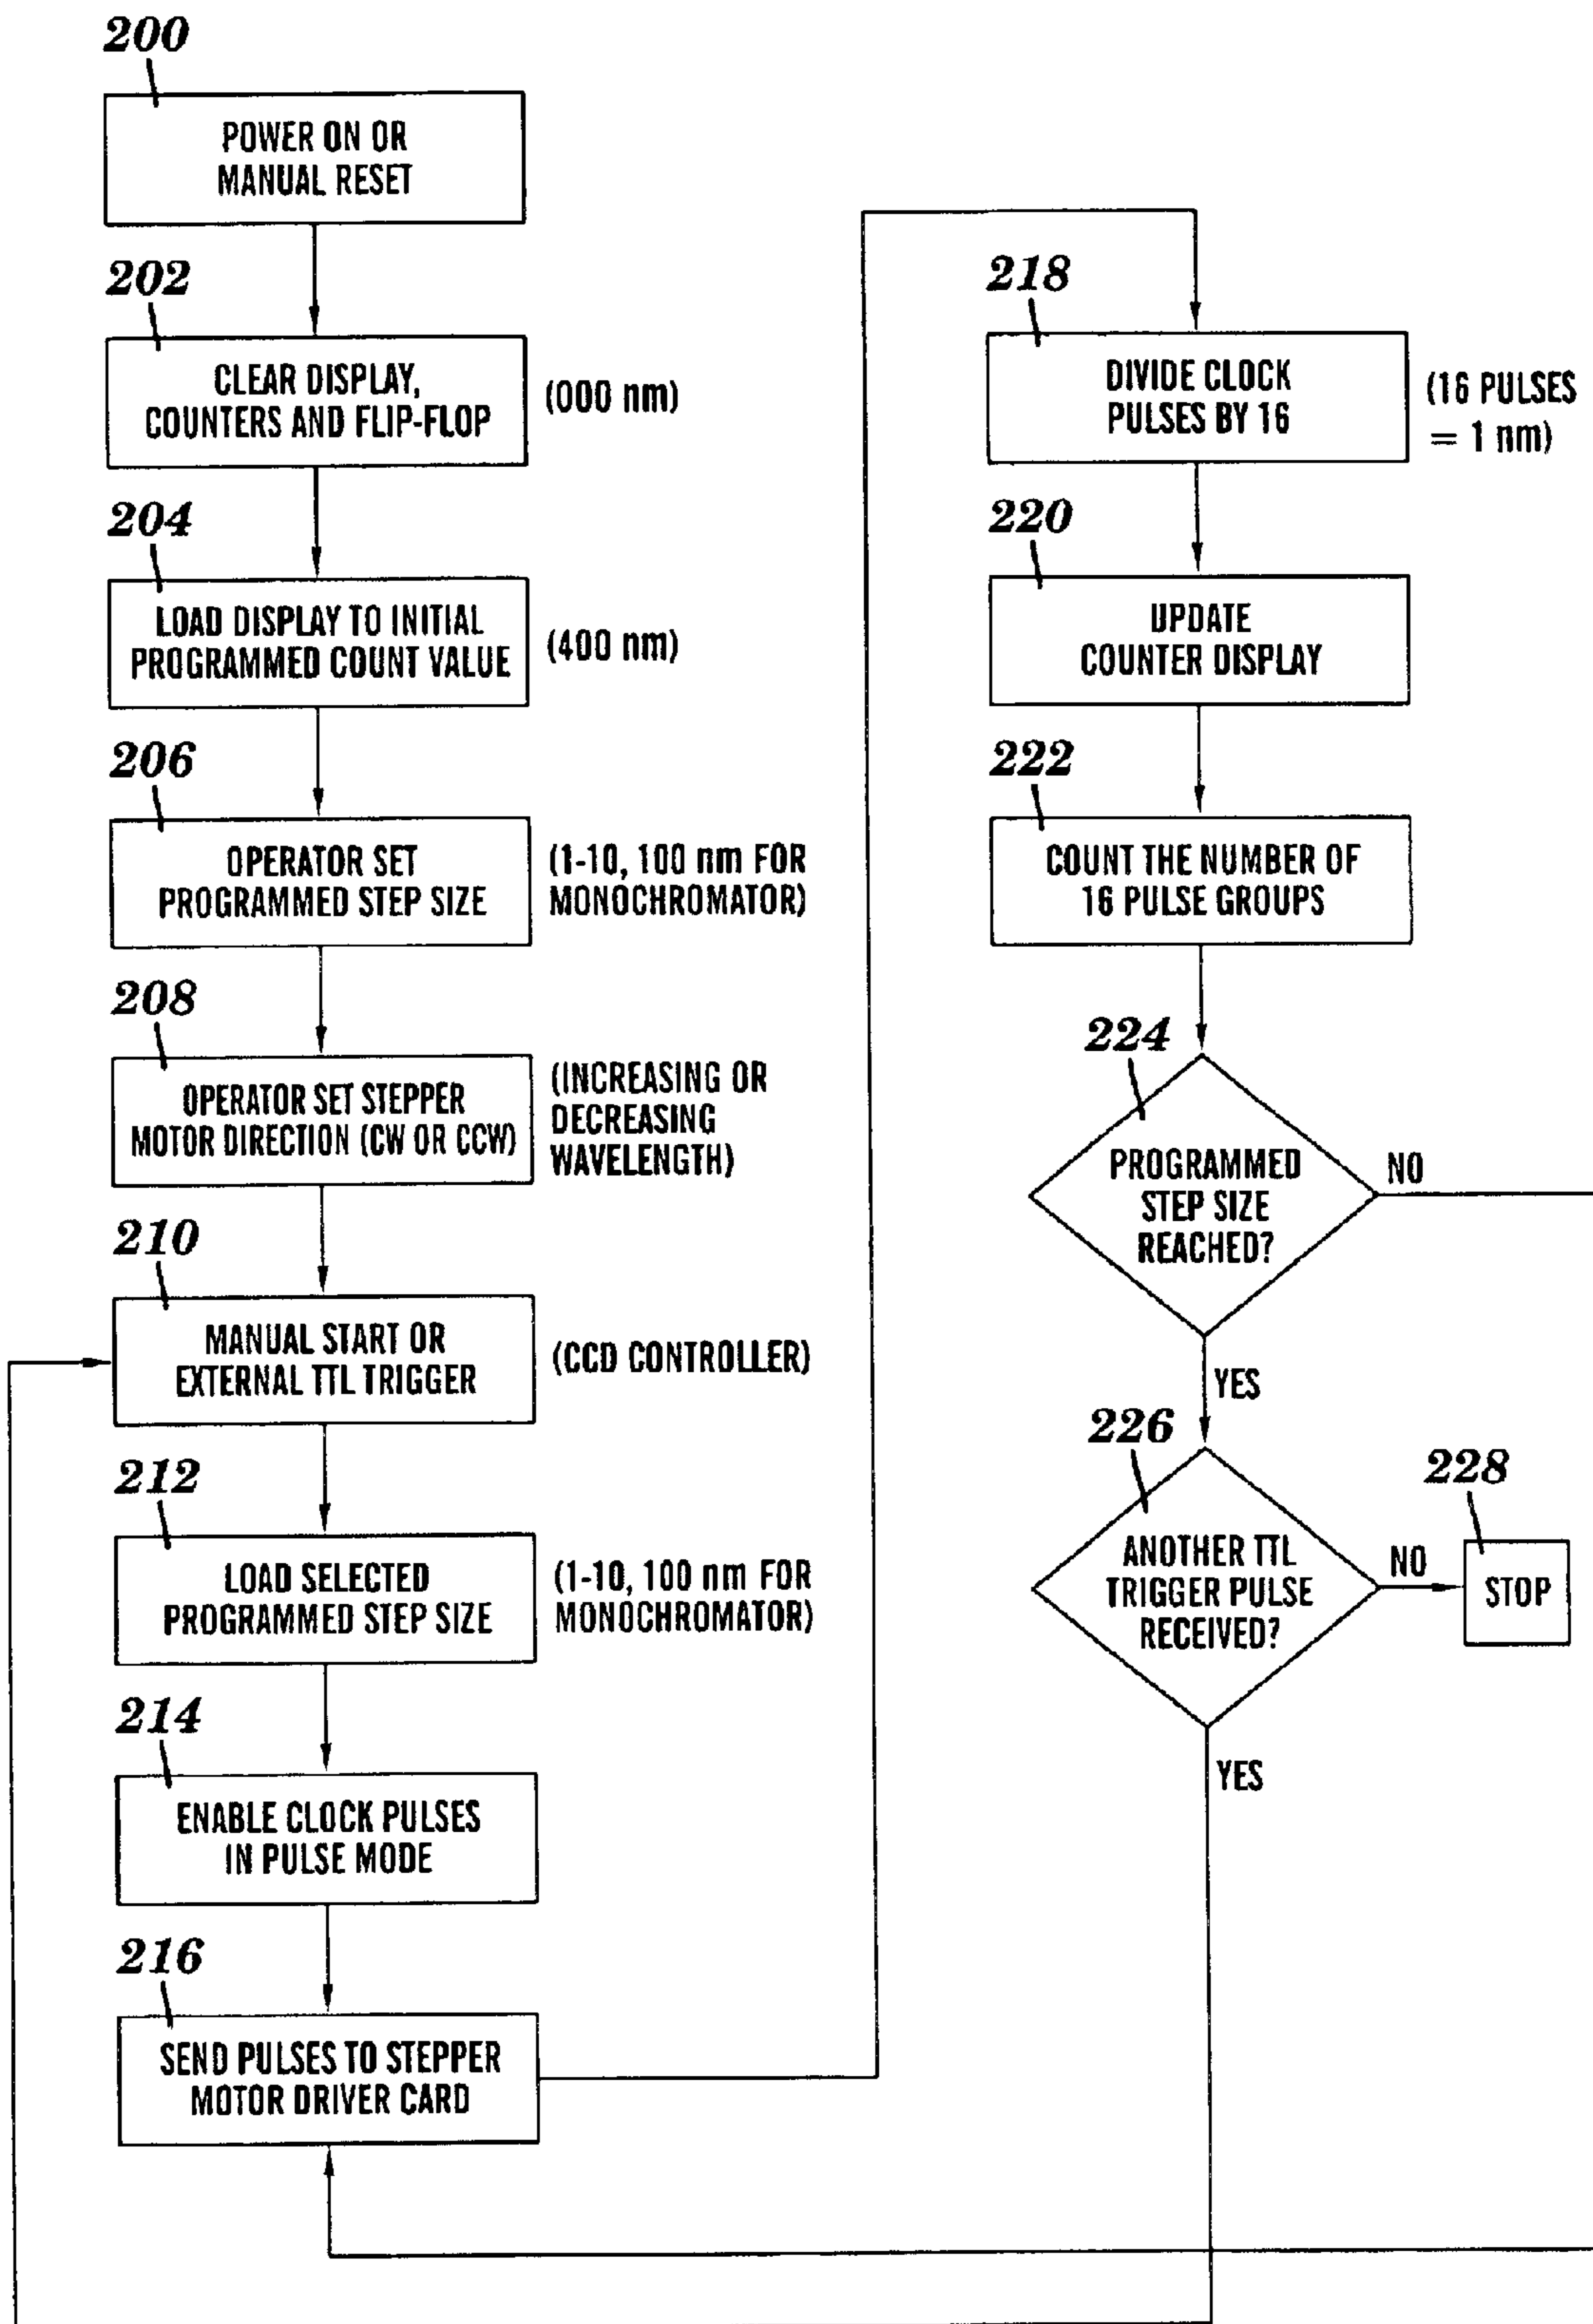 200
POWER ON OR
MANUAL RESET
202
CLEAR DISPLAY,
COUNTERS AND FLIP-FLOP
(000 nm)
204
LOAD DISPLAY TO INITIAL
PROGRAMMED COUNT VALUE
(400 nm)
206
OPERATOR SET
PROGRAMMED STEP SIZE
(1-10, 100 nm FOR
MONOCHROMATOR)
208
OPERATOR SET STEPPER
MOTOR DIRECTION (CW OR CCW)
(INCREASING OR
DECREASING
WAVELENGTH)
210
MANUAL START OR
EXTERNAL TTL TRIGGER
(CCD CONTROLLER)
212
LOAD SELECTED
PROGRAMMED STEP SIZE
(1-10, 100 nm FOR
MONOCHROMATOR)
214
ENABLE CLOCK PULSES
IN PULSE MODE
216
SEND PULSES TO STEPPER
MOTOR DRIVER CARD
218
DIVIDE CLOCK
PULSES BY 16
(16 PULSES
= 1 nm)
220
UPDATE
COUNTER DISPLAY
222
COUNT THE NUMBER OF
16 PULSE GROUPS
224
PROGRAMMED
STEP SIZE
REACHED?
NO
YES
226
ANOTHER TTL
TRIGGER PULSE
RECEIVED?
NO
228
STOP
YES